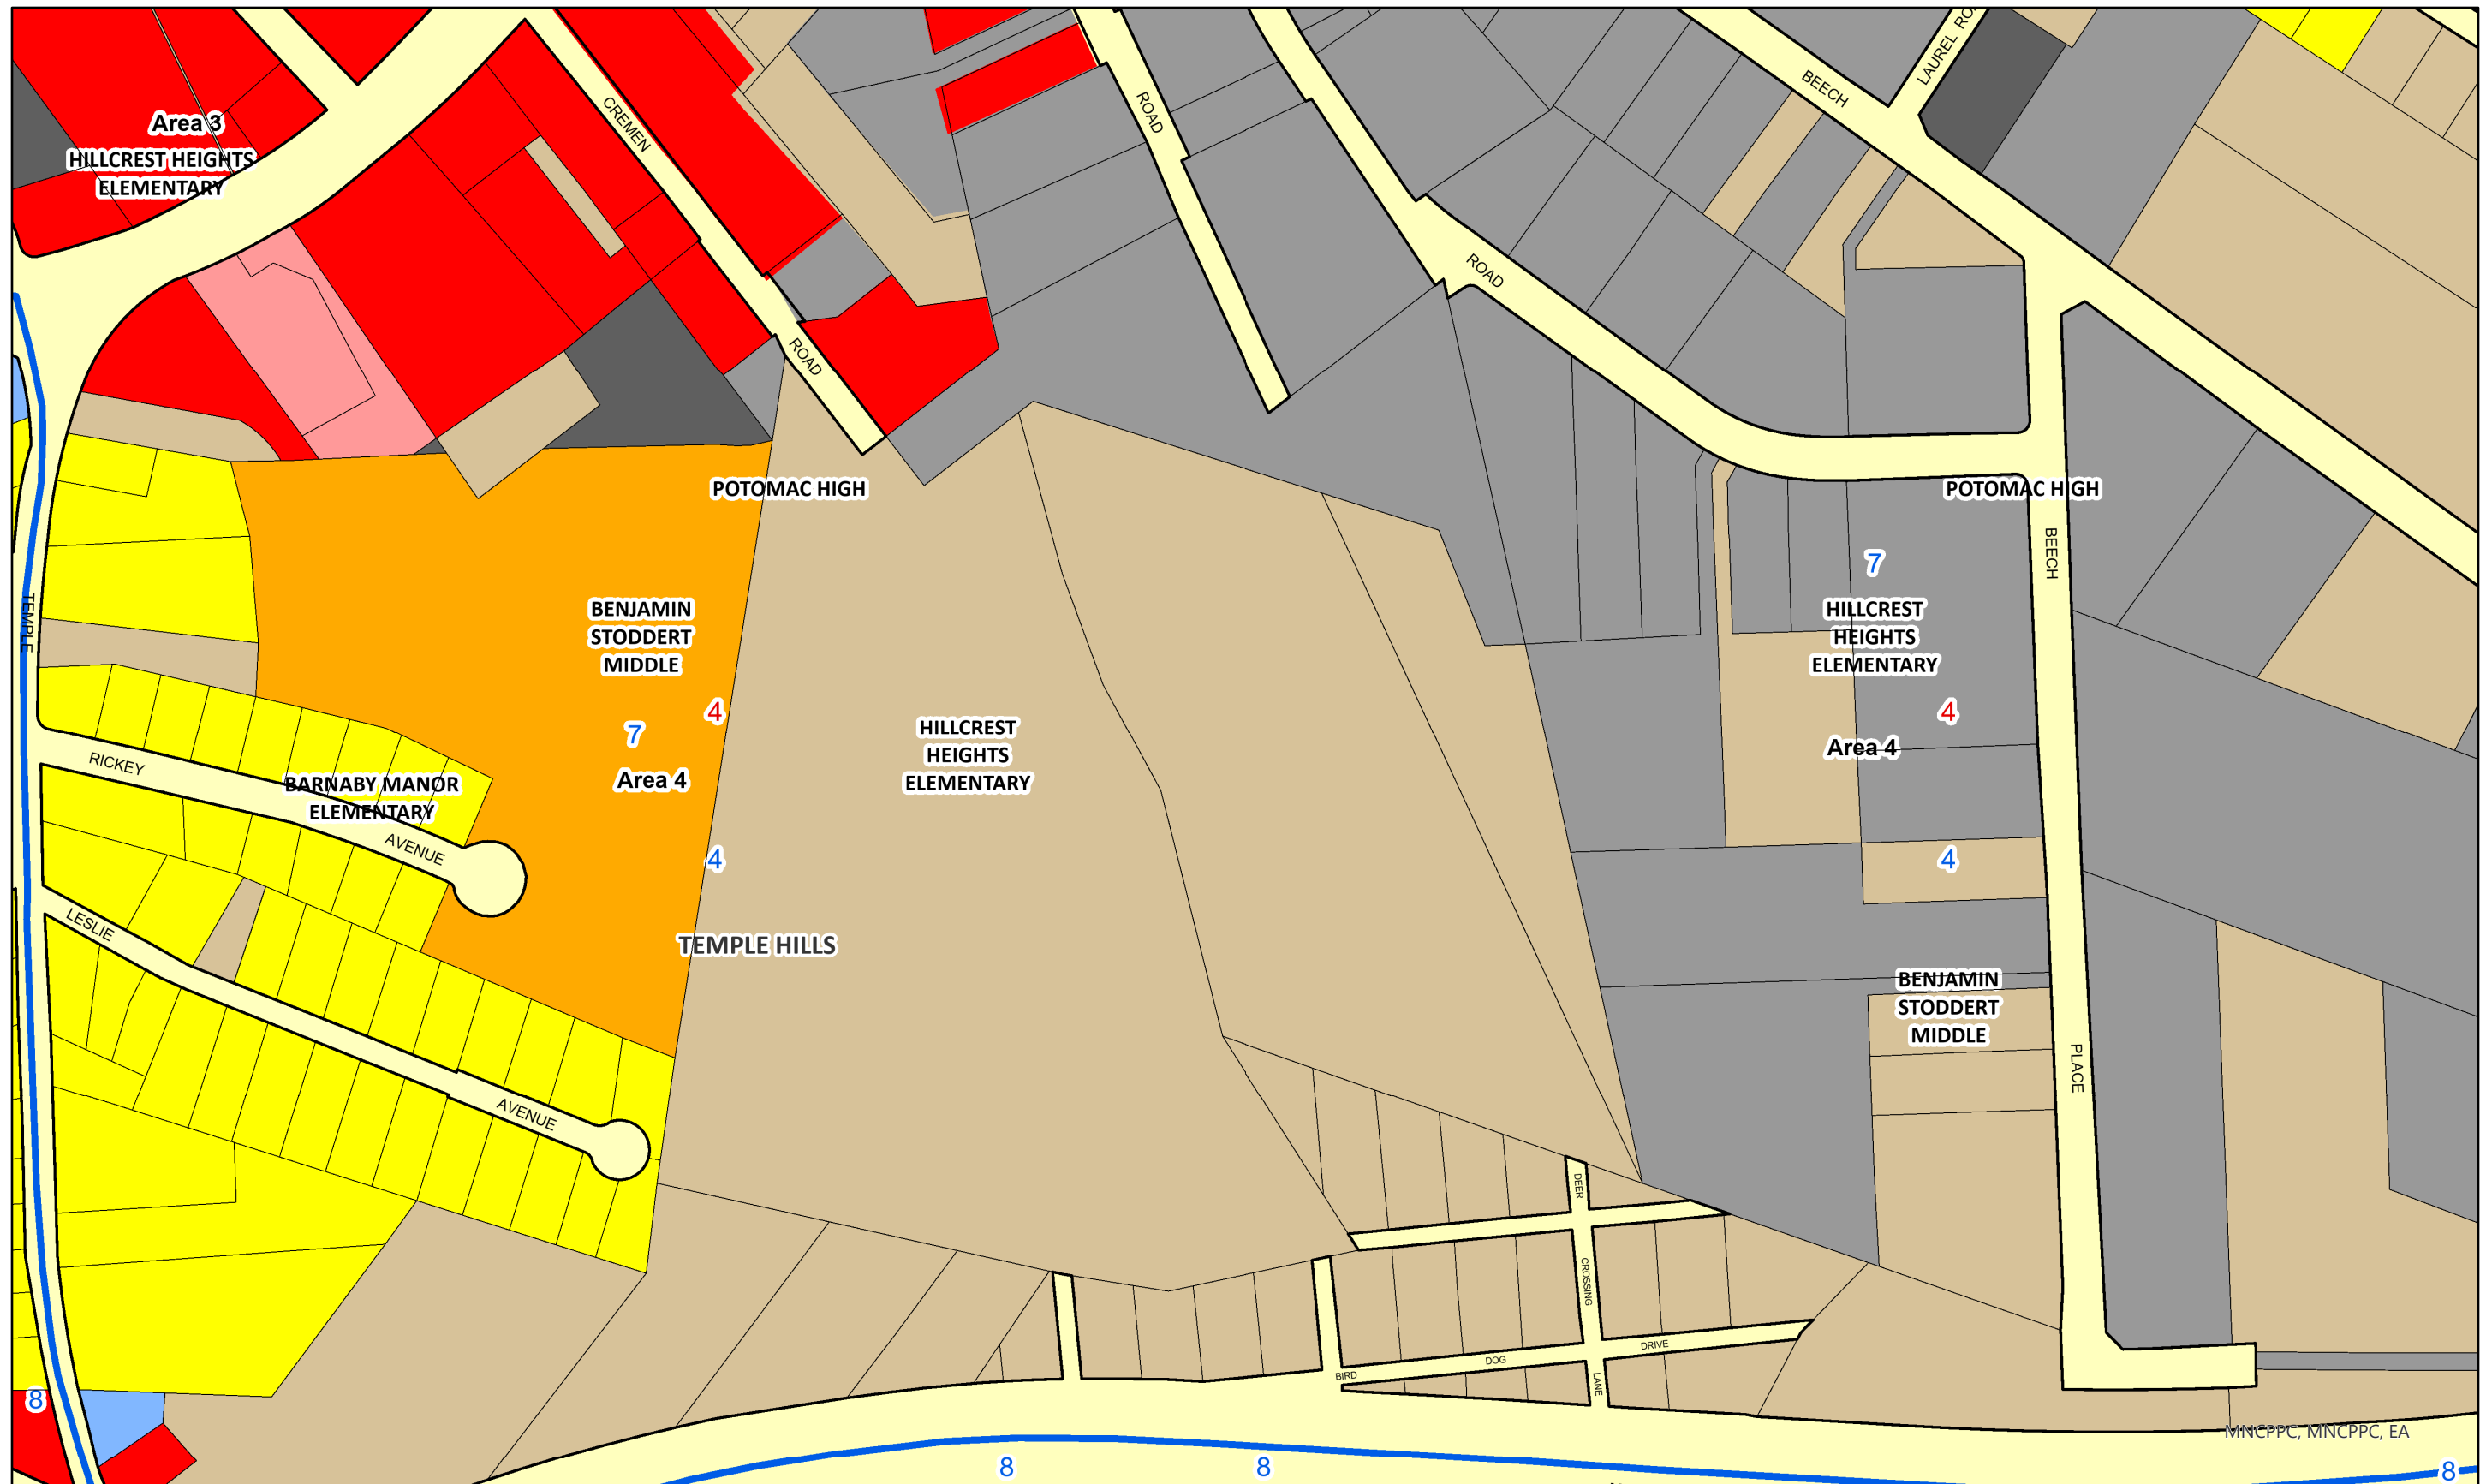 LAUREL RO
BEECH
CREMEN
ROAD
Area 3
HILLCREST HEIGHTS
ELEMENTARY
ROAD
ROAD
POTOMAC HIGH
POTOMAC HIGH
BEECH
7
TEMPLE
BENJAMIN
STODDERT
MIDDLE
HILLCREST
HEIGHTS
ELEMENTARY
4
4
7
HILLCREST
HEIGHTS
ELEMENTARY
Area 4
RICKEY
Area 4
BARNABY MANOR
ELEMENTARY
AVENUE
4
4
LESLIE
TEMPLE HILLS
BENJAMIN
STODDERT
MIDDLE
PLACE
AVENUE
DEER
CROSSING
DRIVE
DOG
BIRD
LANE
8
MNCPPC, MNCPPC, EA
8
8
8